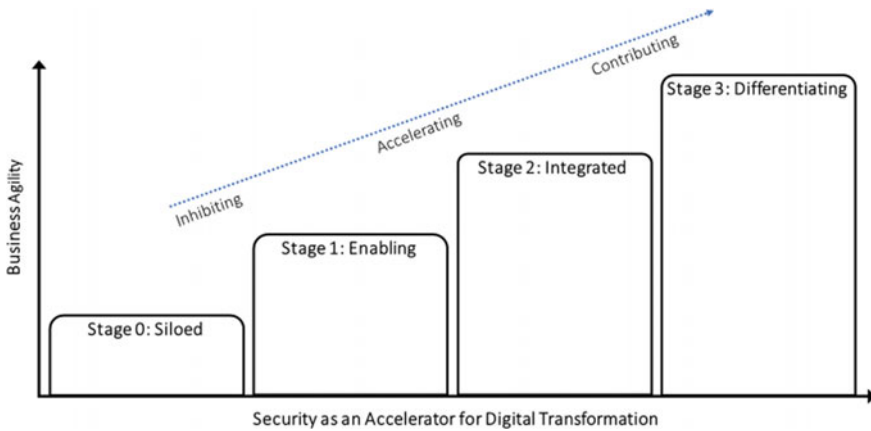 Contributing
Stage 3: Differentiating
Accelerating
Stage 2: Integrated
Inhibiting
Stage 1: Enabling
Stage 0: Siloed
Business Agility
Security as an Accelerator for Digital Transformation